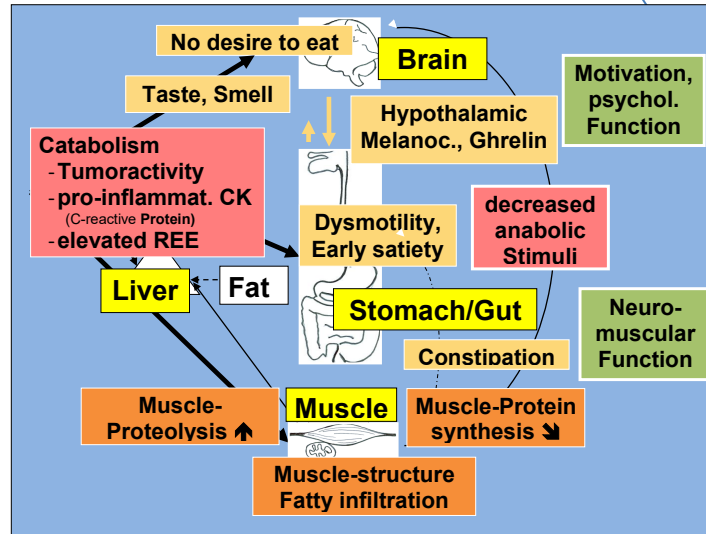 No desire to eat
Brain
Motivation,
psychol.
Function
Taste, Smell
Hypothalamic
Melanoc., Ghrelin
Catabolism
- Tumoractivity
- pro-inflammat. CK
(C-reactive Protein)
- elevated REE
decreased
anabolic
Stimuli
Dysmotility,
Early satiety
Liver
Fat
Stomach/Gut
Neuro-
muscular
Function
Constipation
Muscle-
Proteolysis 🡩
Muscle
Muscle-Protein
synthesis 🡮
Muscle-structure
Fatty infiltration